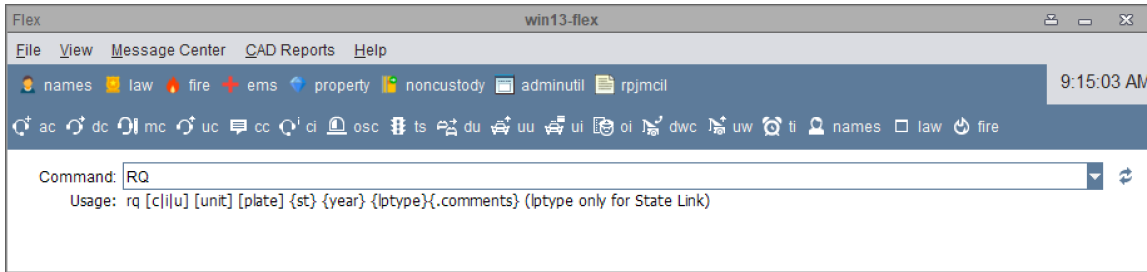 Flex win13-flex
File View Message Center CAD Reports Help
names law fire ems property noncustody adminutil rpjmcil 9:15:03 AM
ac dc mc uc cc ci osc ts du uu ui oi dwc uw ti names law fire
Command: RQ
Usage: rq [c|i|u] [unit] [plate] {st} {year} {lptype}{.comments} (lptype only for State Link)